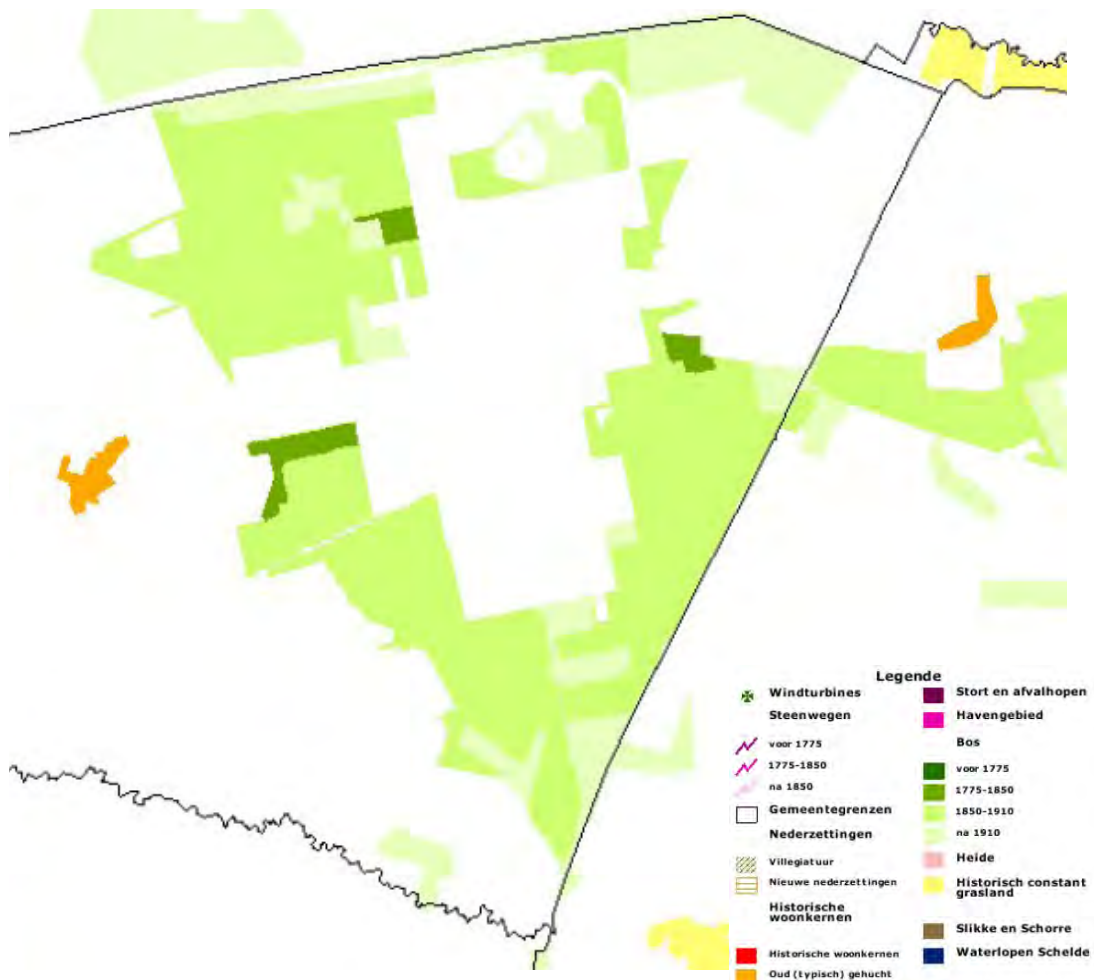 Legende
Windturbines
Steenwegen
voor 1775
1775-1850
na 1850
Gemeentegrenzen
Nederzettingen
Villegiatuur
Nieuwe nederzettingen
Historische
woonkernen
Historische woonkernen
Oud (typisch) gehucht
Stort en afvalhopen
Havengebied
Bos
voor 1775
1775-1850
1850-1910
na 1910
Heide
Historisch constant
grasland
Slikke en Schorre
Waterlopen Schelde